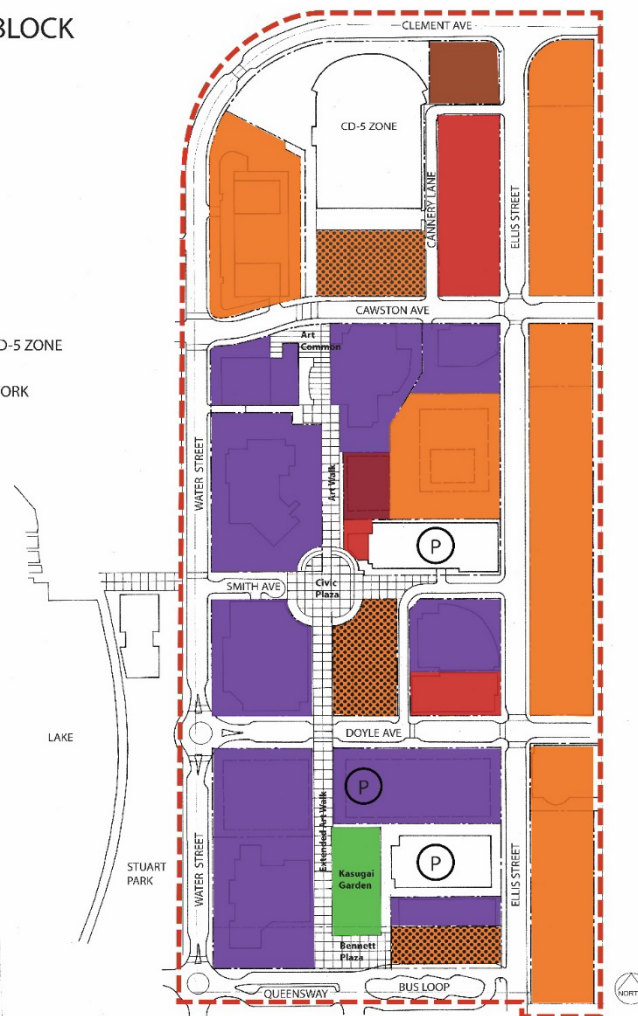 BLOCK
CLEMENT AVE
CD-5 ZONE
CANNERY LANE
ELLIS STREET
CAWSTON AVE
Art
Common
D-5 ZONE
ORK
WATER STREET
Art Walk
P
SMITH AVE
Civic
Plaza
LAKE
DOYLE AVE
P
Extended Art Walk
P
STUART
PARK
WATER STREET
Kasugai
Garden
ELLIS STREET
Bennett
Plaza
QUEENSWAY
BUS LOOP
NORTH